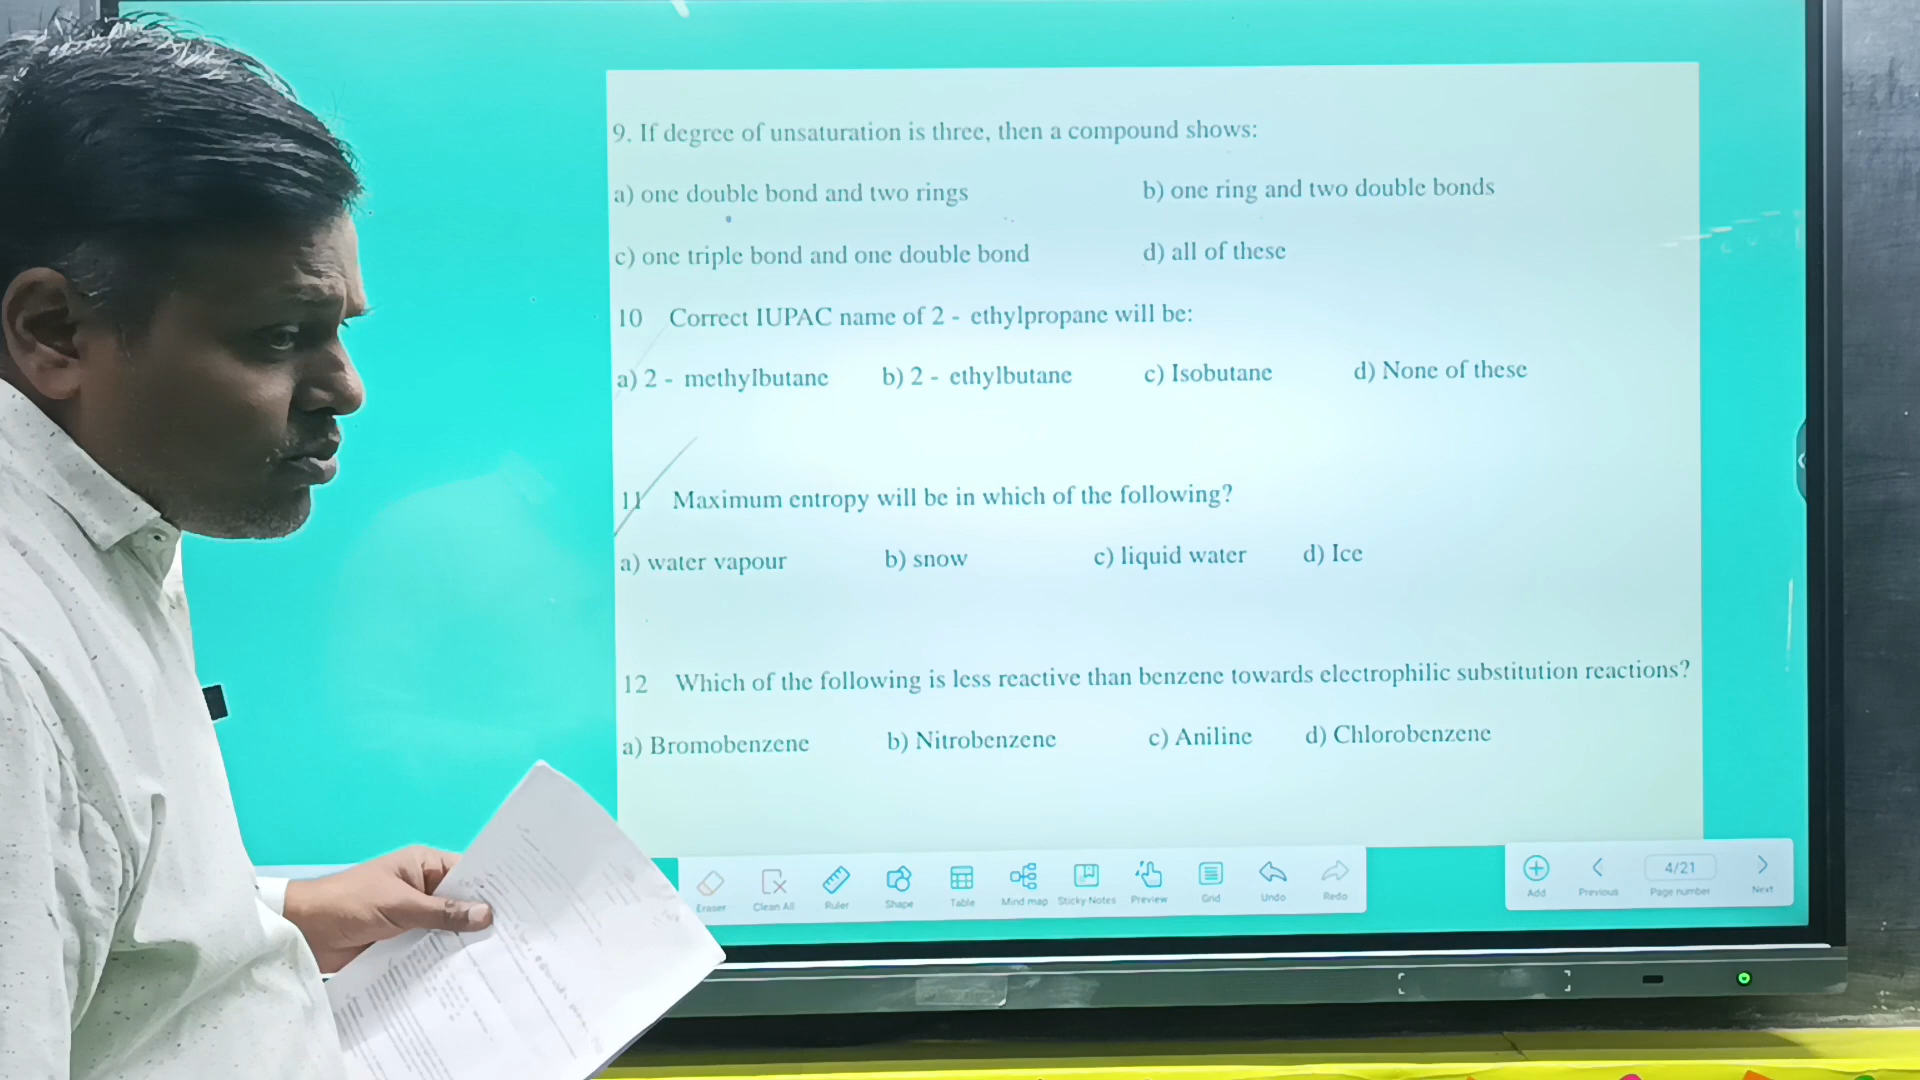 9. If degree of unsaturation is three, then a compound shows:
a) one double bond and two rings b) one ring and two double bonds
c) one triple bond and one double bond d) all of these
10 Correct IUPAC name of 2 - ethylpropane will be:
a) 2 - methylbutane b) 2 - ethylbutane c) Isobutane d) None of these
11 Maximum entropy will be in which of the following?
a) water vapour b) snow c) liquid water d) Ice
12 Which of the following is less reactive than benzene towards electrophilic substitution reactions?
a) Bromobenzene b) Nitrobenzene c) Aniline d) Chlorobenzene
4/21
Eraser Clean All Ruler Shape Table Mind map Sticky Notes Preview Grid Undo Redo Add Previous Page number Next